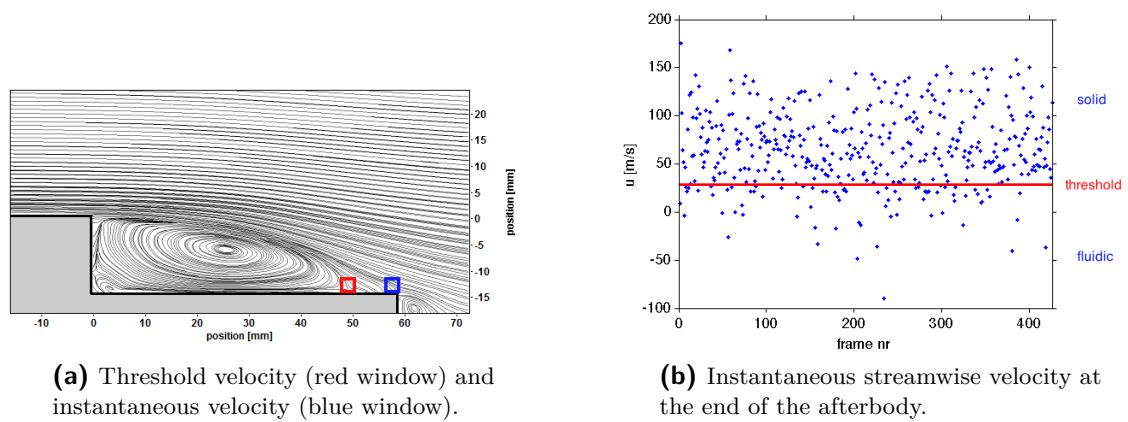 20
15
10
5
0
-5
-10
-15
position [mm]
-10 0 10 20 30 40 50 60 70
position [mm]
(a) Threshold velocity (red window) and
instantaneous velocity (blue window).
200
150
100
50
0
-50
-100
u [m/s]
0 100 200 300 400
frame nr
solid
threshold
fluidic
(b) Instantaneous streamwise velocity at
the end of the afterbody.